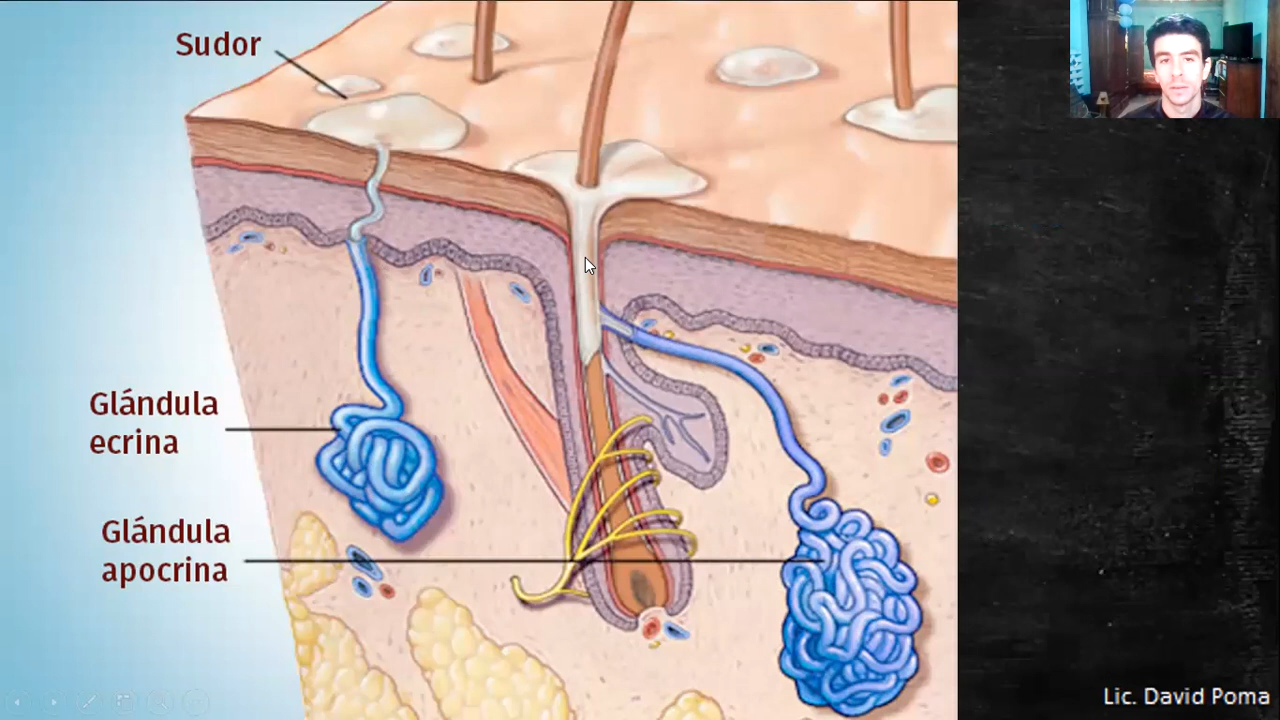 Sudor
Glándula
ecrina
Glándula
apocrina
Lic. David Poma